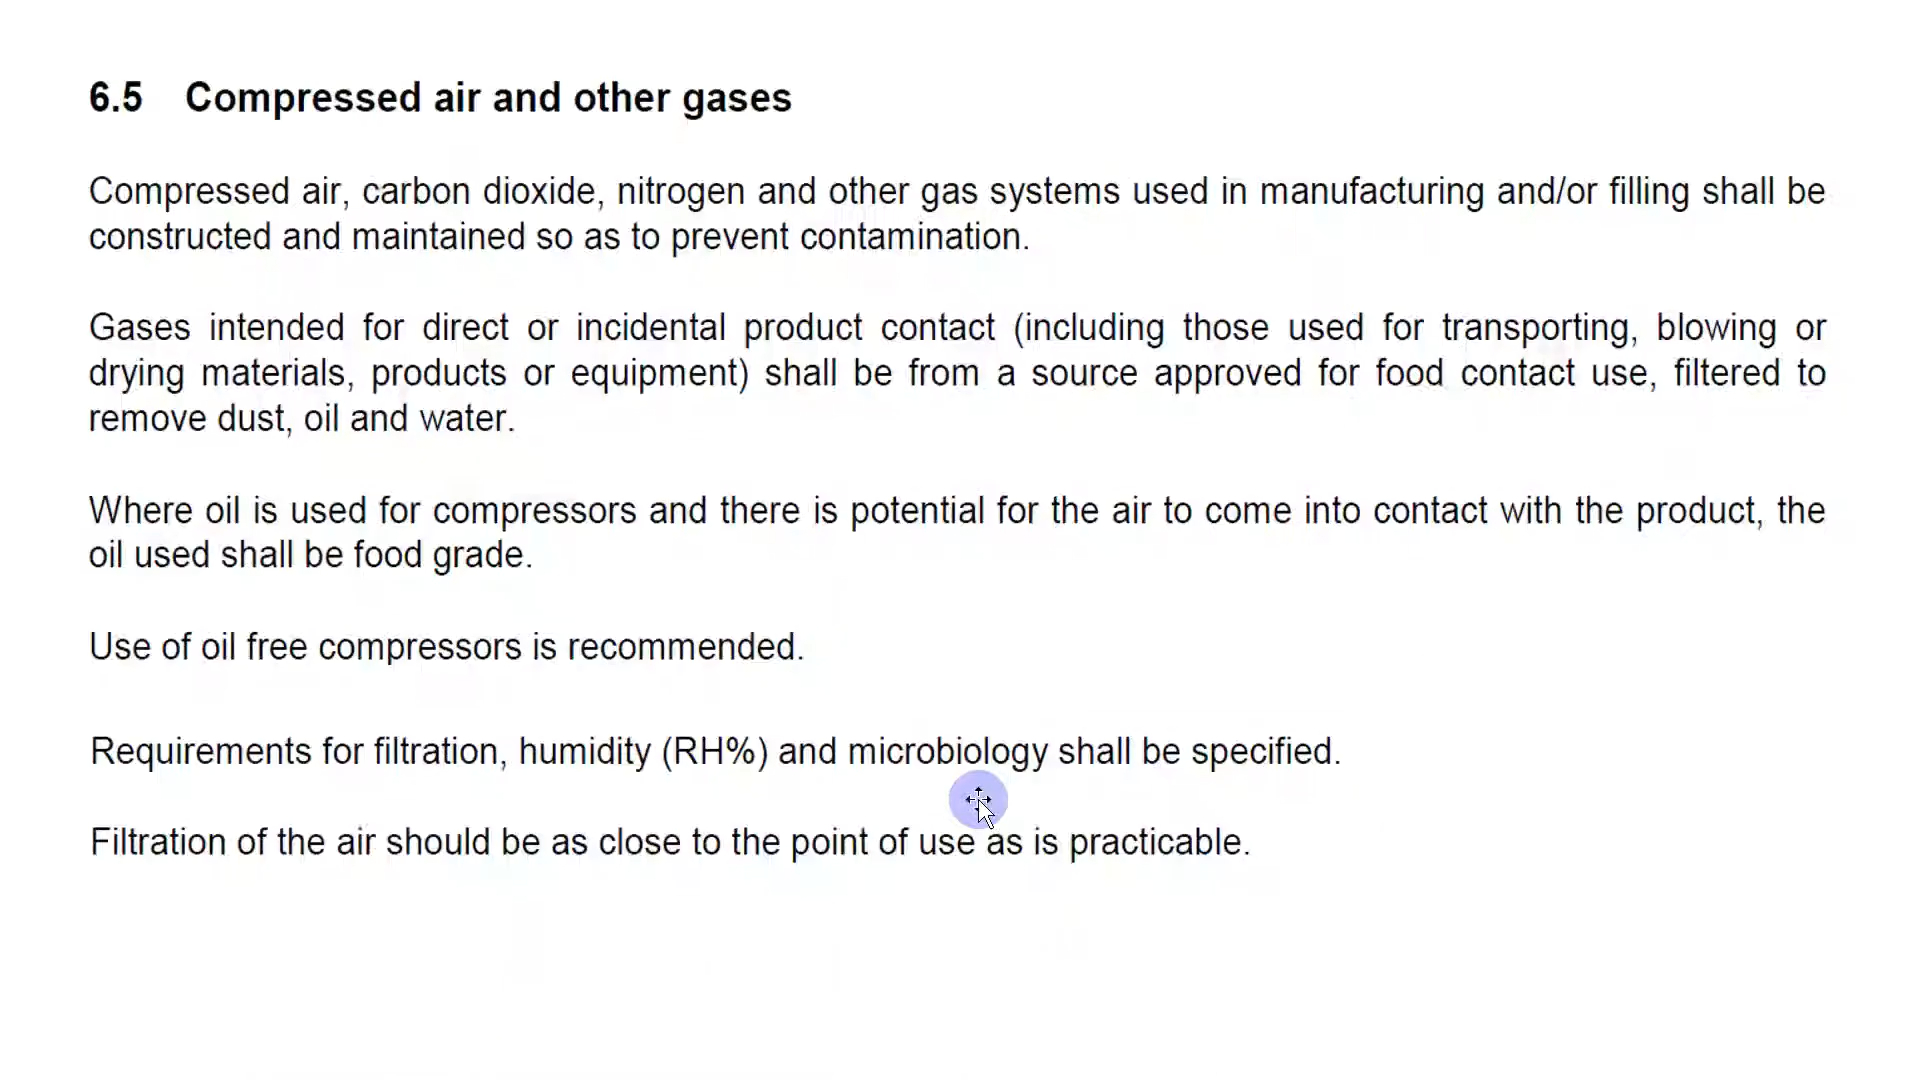 6.5 Compressed air and other gases
Compressed air, carbon dioxide, nitrogen and other gas systems used in manufacturing and/or filling shall be
constructed and maintained so as to prevent contamination.
Gases intended for direct or incidental product contact (including those used for transporting, blowing or
drying materials, products or equipment) shall be from a source approved for food contact use, filtered to
remove dust, oil and water.
Where oil is used for compressors and there is potential for the air to come into contact with the product, the
oil used shall be food grade.
Use of oil free compressors is recommended.
Requirements for filtration, humidity (RH%) and microbiology shall be specified.
Filtration of the air should be as close to the point of use as is practicable.